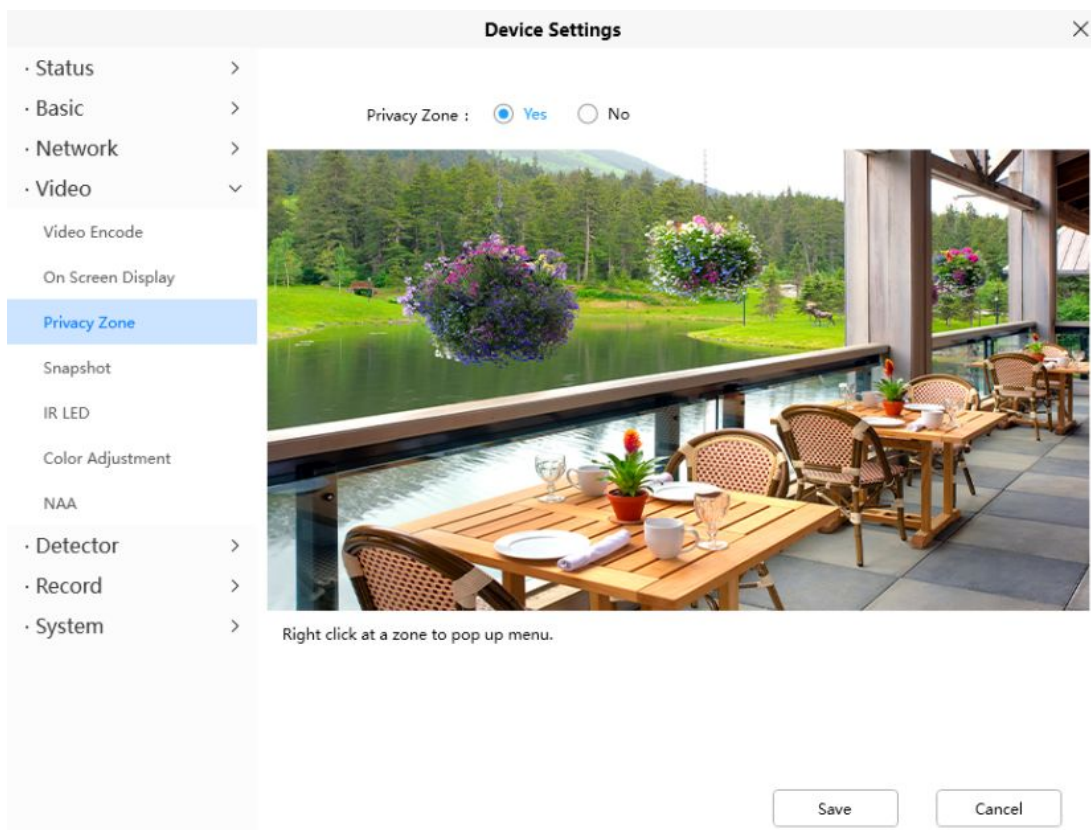 Device Settings
· Status
· Basic
· Network
· Video
Video Encode
On Screen Display
Privacy Zone
Snapshot
IR LED
Color Adjustment
NAA
· Detector
· Record
· System
Privacy Zone : Yes No
Right click at a zone to pop up menu.
Save Cancel